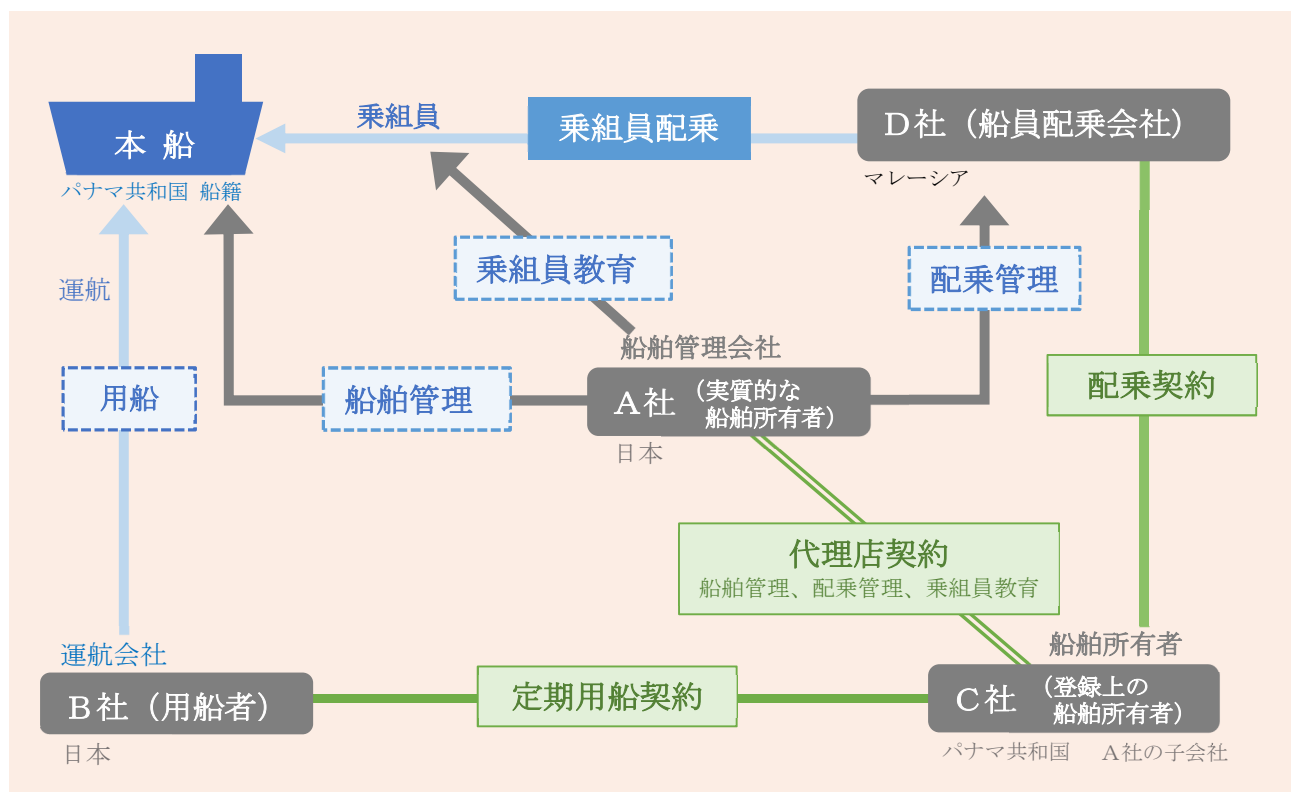 乗組員
乗組員配乗
D社（船員配乗会社）
本 船
マレーシア
パナマ共和国 船籍
乗組員教育
配乗管理
運航
船舶管理会社
用船
船舶管理
A社（実質的な
船舶所有者）
配乗契約
日本
代理店契約
船舶管理、配乗管理、乗組員教育
運航会社
船舶所有者
B社（用船者）
定期用船契約
C社（登録上の
船舶所有者）
日本
パナマ共和国 A社の子会社